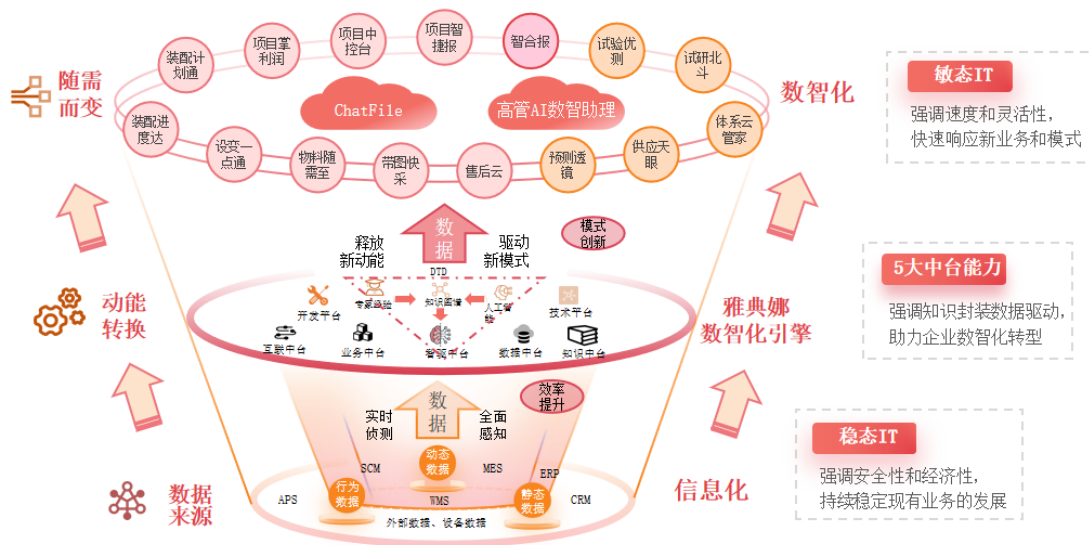 项目中
控台
项目智
捷报
智合报
项目掌
利润
试验优
测
装配计
划通
试研北
斗
敏态IT
随需
而变
ChatFile
高管AI数智助理
数智化
强调速度和灵活性，
快速响应新业务和模式
装配进
度达
体系云
管家
设变一
点通
物料随
需至
带图快
采
售后云
预测透
镜
供应天
眼
数
据
模式
创新
释放
新动能
驱动
新模式
DTD
5大中台能力
专家经验
知识图谱
人工智
能
开发平台
技术平台
动能
转换
雅典娜
数智化引擎
强调知识封装数据驱动，
助力企业数智化转型
互联中台
业务中台
智驱中台
数据中台
知识中台
效率
提升
数
据
实时
侦测
全面
感知
稳态IT
动态
数据
SCM
MES
ERP
强调安全性和经济性，
持续稳定现有业务的发展
数据
来源
APS
行为
数据
WMS
静态
数据
CRM
信息化
外部数据、设备数据